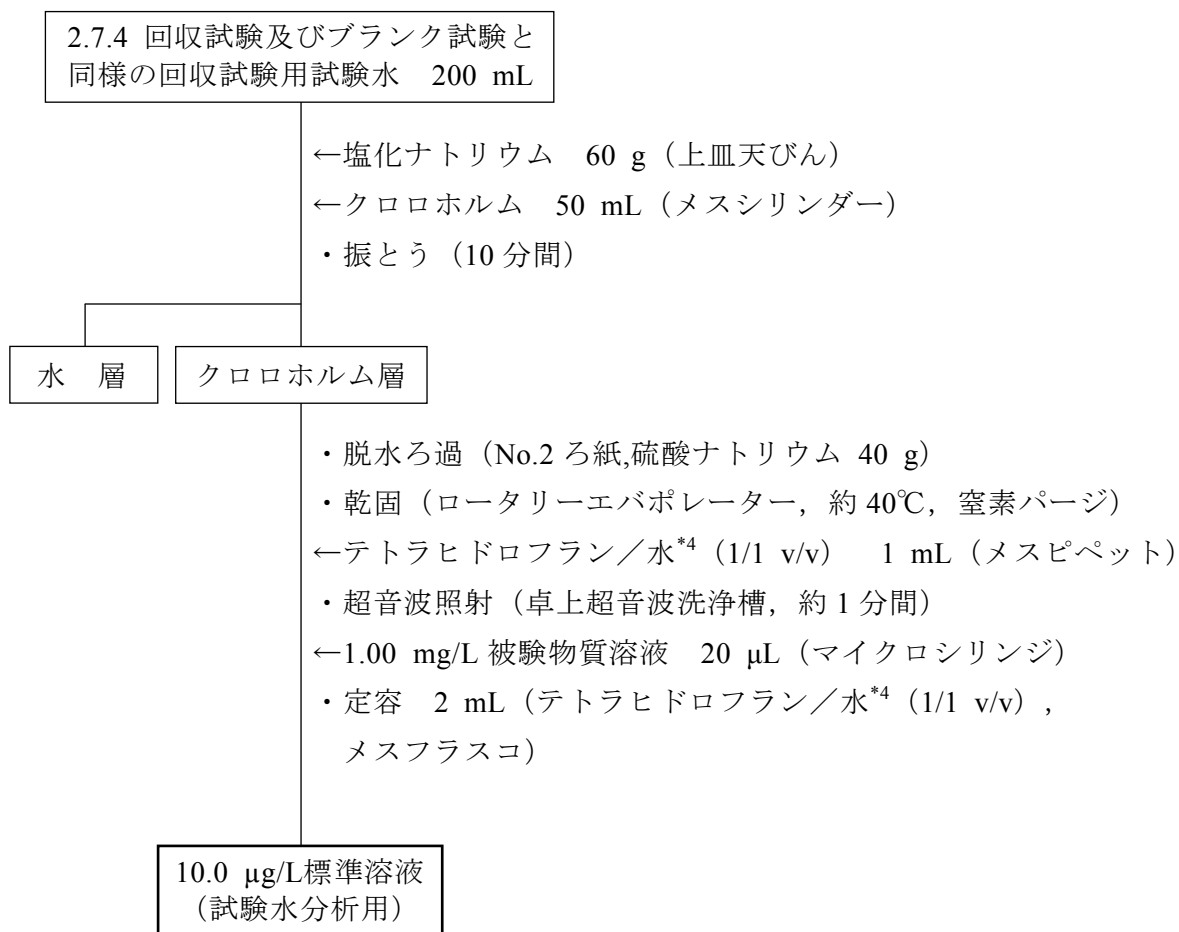 2.7.4 回収試験及びブランク試験と
同様の回収試験用試験水　200 mL
←塩化ナトリウム　60 g（上皿天びん）
←クロロホルム　50 mL（メスシリンダー）
・振とう（10 分間）
水　層
クロロホルム層
・脱水ろ過（No.2 ろ紙,硫酸ナトリウム 40 g）
・乾固（ロータリーエバポレーター，約 40℃，窒素パージ）
←テトラヒドロフラン／水*4（1/1 v/v）　1 mL（メスピペット）
・超音波照射（卓上超音波洗浄槽，約 1 分間）
←1.00 mg/L 被験物質溶液　20 μL（マイクロシリンジ）
・定容　2 mL（テトラヒドロフラン／水*4（1/1 v/v），
メスフラスコ）
10.0 µg/L標準溶液
（試験水分析用）